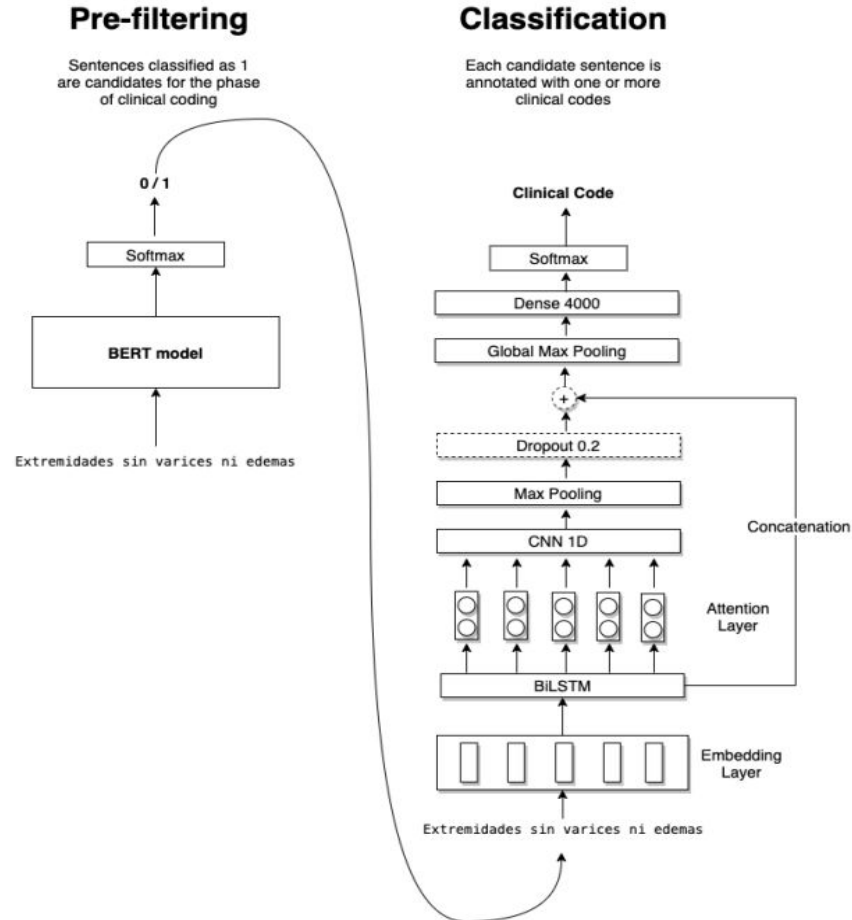 Pre-filtering
Sentences classified as 1
are candidates for the phase
of clinical coding
0 / 1
Softmax
BERT model
Extremidades sin varices ni edemas
Classification
Each candidate sentence is
annotated with one or more
clinical codes
Clinical Code
Softmax
Dense 4000
Global Max Pooling
+
Dropout 0.2
Max Pooling
Concatenation
CNN 1D
Attention
Layer
BiLSTM
Embedding
Layer
Extremidades sin varices ni edemas